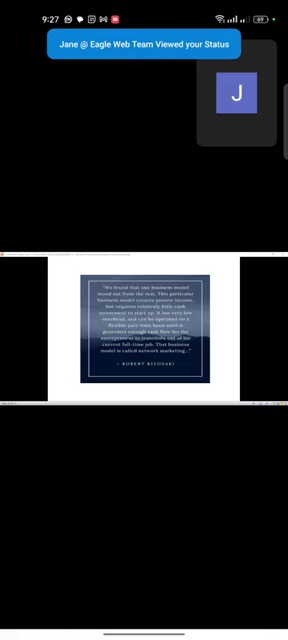 9:27
69
Jane @ Eagle Web Team Viewed your Status
J
"We found that one business model
stood out from the rest. This particular
business model creates passive income,
but requires relatively little cash
investment to start up. It has very low
overhead, and can be operated on a
flexible part-time basis until it
generates enough cash flow for the
entrepreneur to transition out of his
current full-time job. That business
model is called network marketing..."
- ROBERT KIYOSAKI